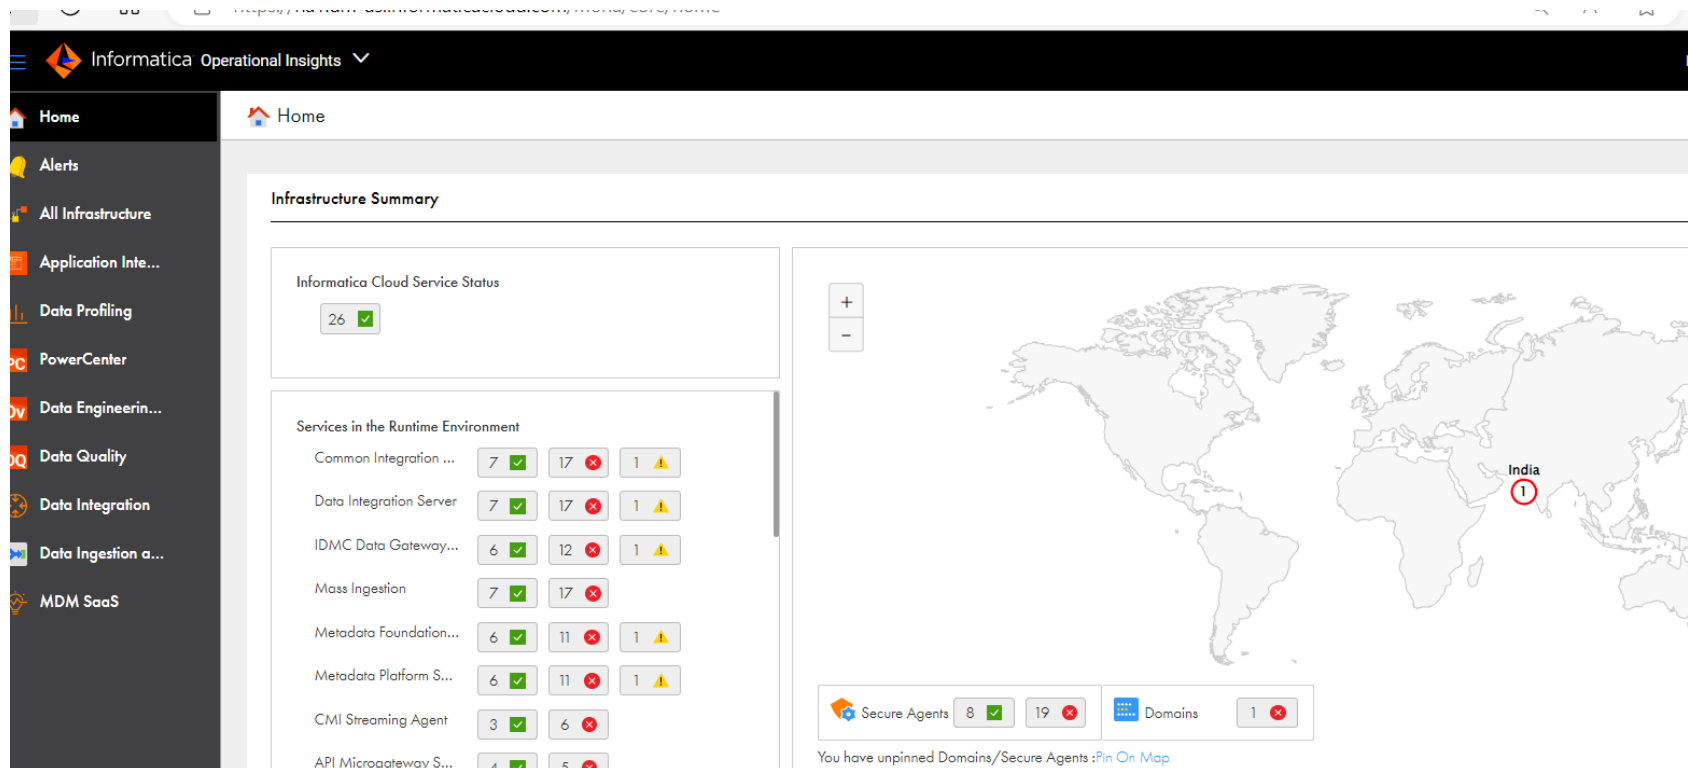 Informatica Operational Insights
Home
Alerts
All Infrastructure
Application Inte...
Data Profiling
PC PowerCenter
Data Engineerin...
DQ Data Quality
Data Integration
Data Ingestion a...
MDM SaaS
Home
Infrastructure Summary
Informatica Cloud Service Status
26
Services in the Runtime Environment
Common Integration ... 7 17 1
Data Integration Server 7 17 1
IDMC Data Gateway... 6 12 1
Mass Ingestion 7 17
Metadata Foundation... 6 11 1
Metadata Platform S... 6 11 1
CMI Streaming Agent 3 6
API Microgateway S... 4 5
+
-
India
1
Secure Agents 8 19 Domains 1
You have unpinned Domains/Secure Agents :Pin On Map